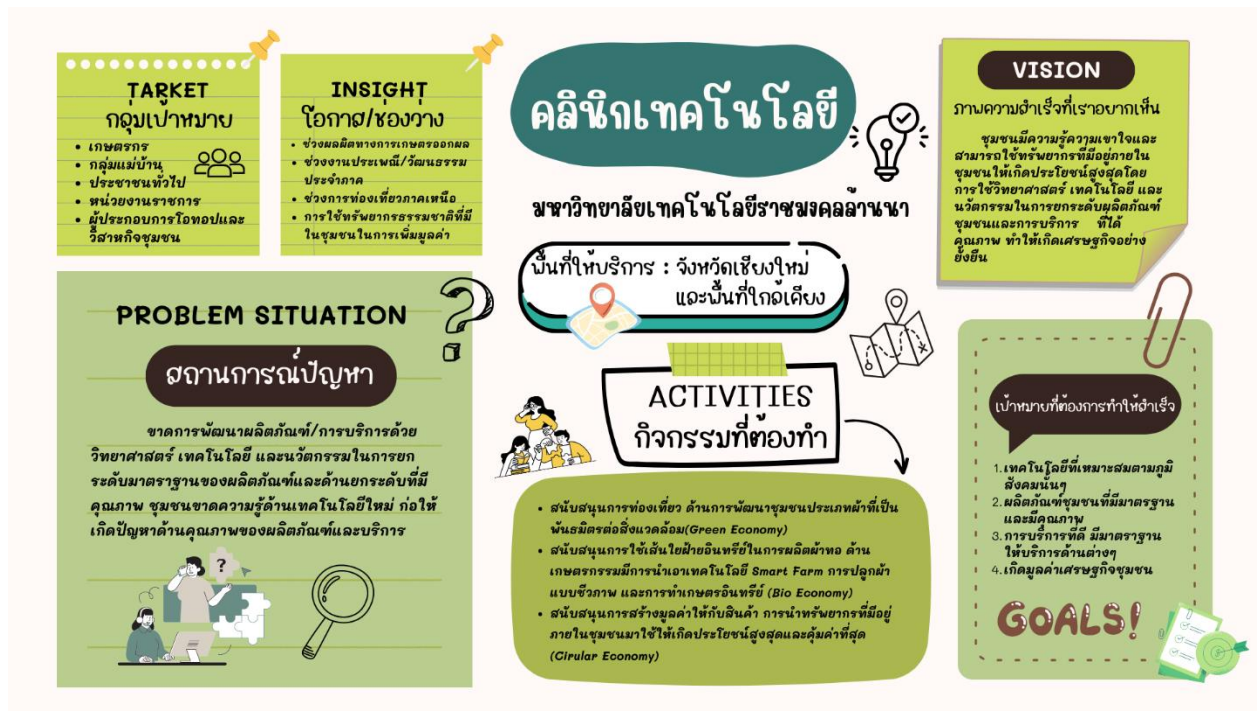 TARKET
กลุ่มเป้าหมาย
• เกษตรกร
• กลุ่มแม่บ้าน
• ประชาชนทั่วไป
• หน่วยงานราชการ
• ผู้ประกอบการโอทอปและ
วิสาหกิจชุมชน
INSIGHT
โอกาส/ช่องว่าง
• ช่วงผลผลิตทางการเกษตรออกผล
• ช่วงงานประเพณี/วัฒนธรรม
ประจำภาค
• ช่วงการท่องเที่ยวภาคเหนือ
• การใช้ทรัพยากรธรรมชาติที่มี
ในชุมชนในการเพิ่มมูลค่า
คลินิกเทคโนโลยี
มหาวิทยาลัยเทคโนโลยีราชมงคลล้านนา
พื้นที่ให้บริการ : จังหวัดเชียงใหม่
และพื้นที่ใกล้เคียง
VISION
ภาพความสำเร็จที่เราอยากเห็น
ชุมชนมีความรู้ความเขาใจและ
สามารถใช้ทรัพยากรที่มีอยู่ภายใน
ชุมชนให้เกิดประโยชน์สูงสุดโดย
การใช้วิทยาศาสตร์ เทคโนโลยี และ
นวัตกรรมในการยกระดับผลิตภัณฑ์
ชุมชนและการบริการ ที่ได้
คุณภาพ ทำให้เกิดเศรษฐกิจอย่าง
ยั่งยืน
PROBLEM SITUATION
สถานการณ์ปัญหา
ขาดการพัฒนาผลิตภัณฑ์/การบริการด้วย
วิทยาศาสตร์ เทคโนโลยี และนวัตกรรมในการยก
ระดับมาตราฐานของผลิตภัณฑ์และด้านยกระดับที่มี
คุณภาพ ชุมชนขาดความรู้ด้านเทคโนโลยีใหม่ ก่อให้
เกิดปัญหาด้านคุณภาพของผลิตภัณฑ์และบริการ
?
ACTIVITIES
กิจกรรมที่ต้องทำ
• สนับสนุนการท่องเที่ยว ด้านการพัฒนาชุมชนประเภทผ้าที่เป็น
พันธมิตรต่อสิ่งแวดล้อม(Green Economy)
• สนับสนุนการใช้เส้นใยฝ้ายอินทรีย์ในการผลิตผ้าทอ ด้าน
เกษตรกรรมมีการนำเอาเทคโนโลยี Smart Farm การปลูกผ้า
แบบชีวภาพ และการทำเกษตรอินทรีย์ (Bio Economy)
• สนับสนุนการสร้างมูลค่าให้กับสินค้า การนำทรัพยากรที่มีอยู่
ภายในชุมชนมาใช้ให้เกิดประโยชน์สูงสุดและคุ้มค่าที่สุด
(Cirular Economy)
เป้าหมายที่ต้องการทำให้สำเร็จ
1. เทคโนโลยีที่เหมาะสมตามภูมิ
สังคมนั้นๆ
2. ผลิตภัณฑ์ชุมชนที่มีมาตรฐาน
และมีคุณภาพ
3. การบริการที่ดี มีมาตราฐาน
ให้บริการด้านต่างๆ
4. เกิดมูลค่าเศรษฐกิจชุมชน
GOALS!